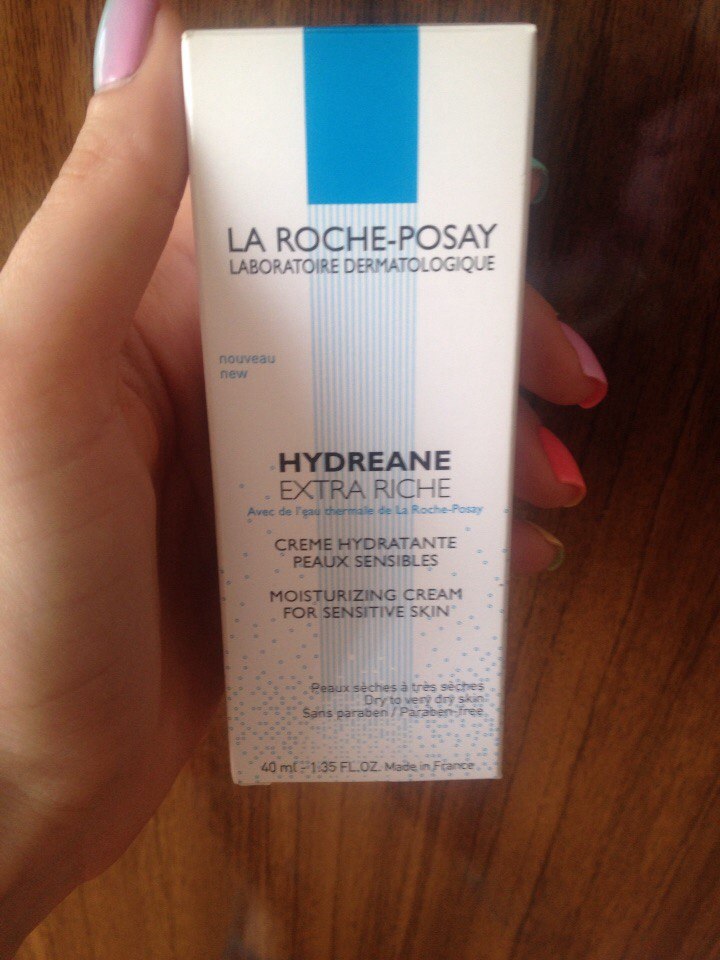 LA ROCHE-POSAY
LABORATOIRE DERMATOLOGIQUE
nouveau
new
HYDREANE
EXTRA RICHE
Avec de l'eau thermale de La Roche-Posay
CREME HYDRATANTE
PEAUX SENSIBLES
MOISTURIZING CREAM
FOR SENSITIVE SKIN
Peaux sèches à très sèches
Dry to very dry skin
Sans paraben / Paraben-free
40 ml - 1.35 FL.OZ. Made in France